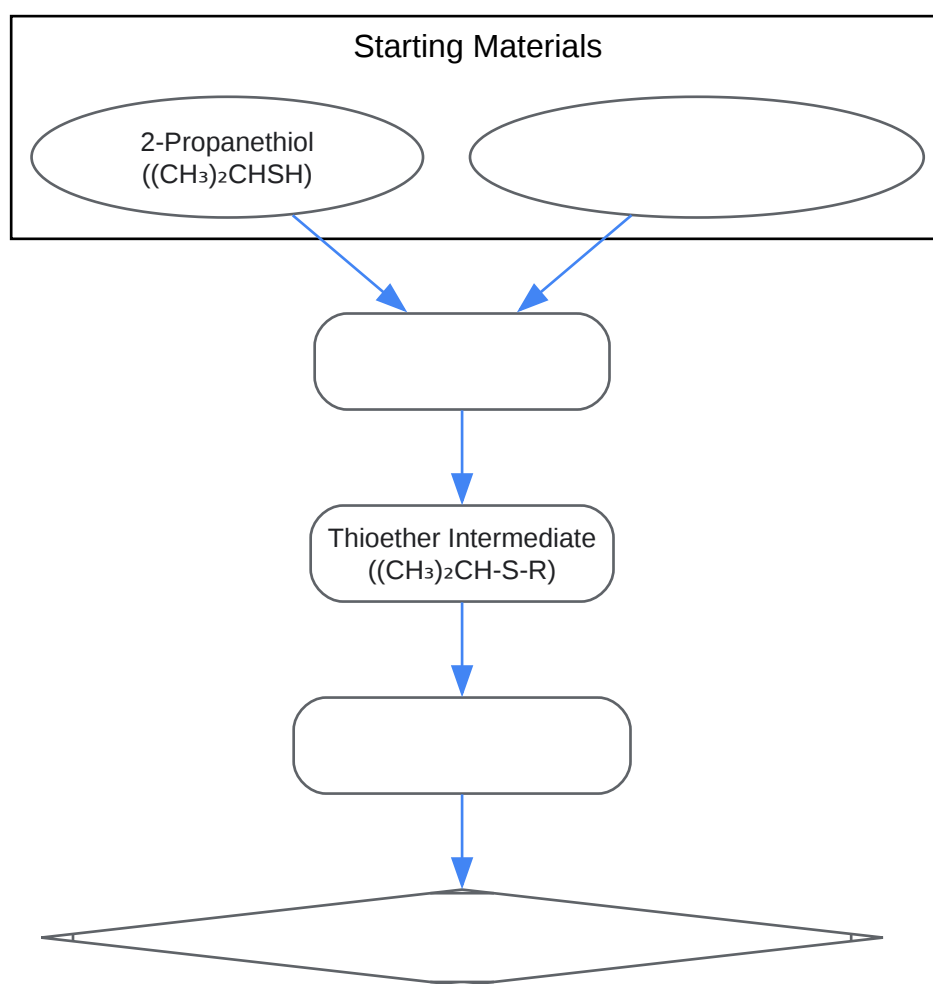 Starting Materials
2-Propanethiol
((CH₃)₂CHSH)
Thioether Intermediate
((CH₃)₂CH-S-R)